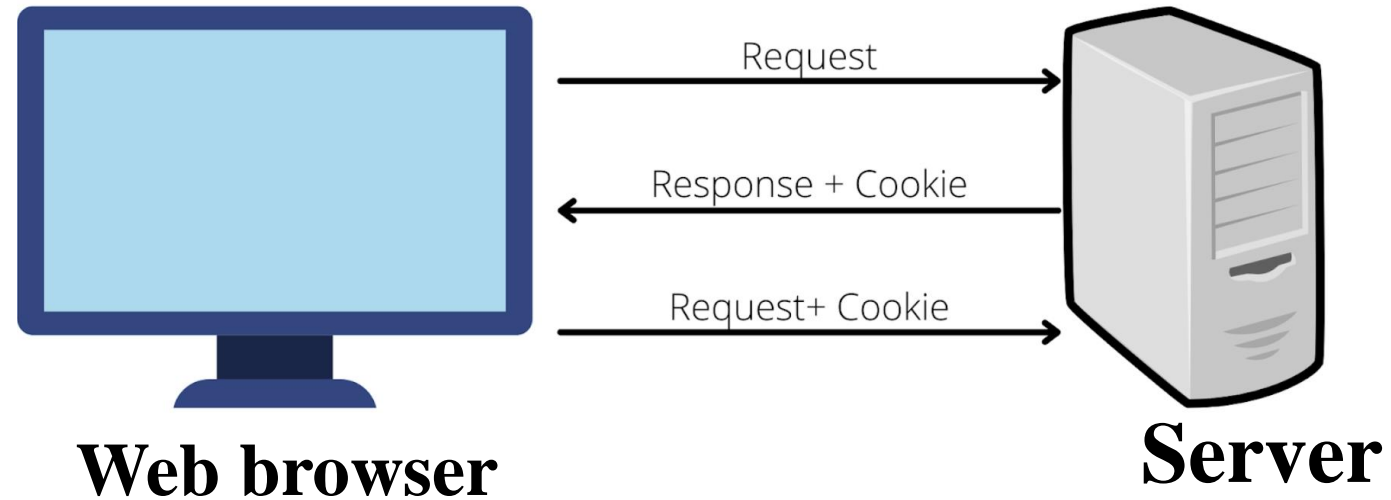 Request
Response + Cookie
Request+ Cookie
Web browser
Server